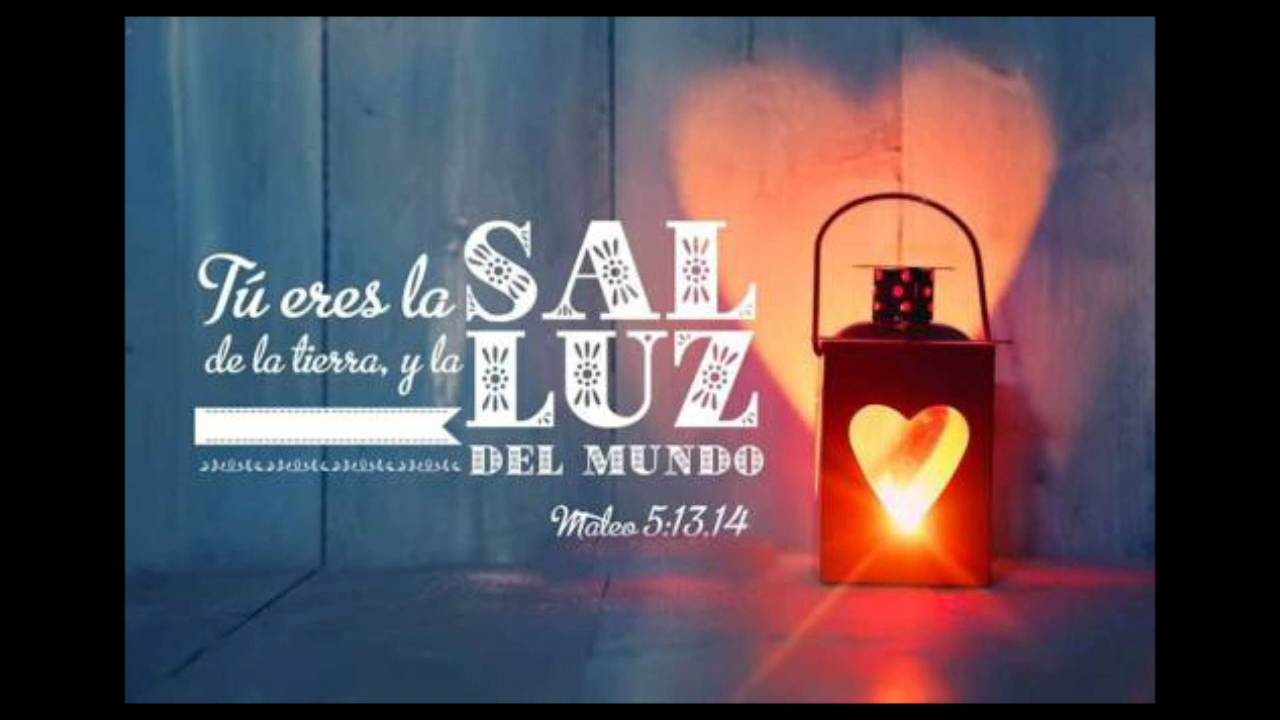 Tú eres la SAL
de la tierra, y la LUZ
DEL MUNDO
Mateo 5:13,14